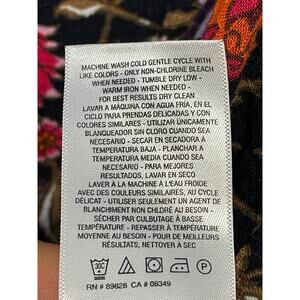 MACHINE WASH COLD GENTLE CYCLE WITH
LIKE COLORS - ONLY NON-CHLORINE BLEACH
WHEN NEEDED - TUMBLE DRY LOW -
WARM IRON WHEN NEEDED -
FOR BEST RESULTS DRY CLEAN
LAVAR A MÁQUINA CON AGUA FRÍA, EN EL
CICLO PARA PRENDAS DELICADAS Y CON
COLORES SIMILARES - UTILIZAR ÚNICAMENTE
BLANQUEADOR SIN CLORO CUANDO SEA
NECESARIO - SECAR EN SECADORA A
TEMPERATURA BAJA - PLANCHAR A
TEMPERATURA MEDIA CUANDO SEA
NECESARIO - PARA MEJORES
RESULTADOS, LAVAR EN SECO
LAVER À LA MACHINE À L'EAU FROIDE
AVEC DES COULEURS SIMILAIRES, AU CYCLE
DÉLICAT - UTILISER SEULEMENT UN AGENT DE
BLANCHIMENT NON CHLORÉ AU BESOIN -
SÉCHER PAR CULBUTAGE À BASSE
TEMPÉRATURE - REPASSER À TEMPÉRATURE
MOYENNE AU BESOIN - POUR DE MEILLEURS
RÉSULTATS, NETTOYER À SEC
30C
P
RN # 89828 CA # 08349